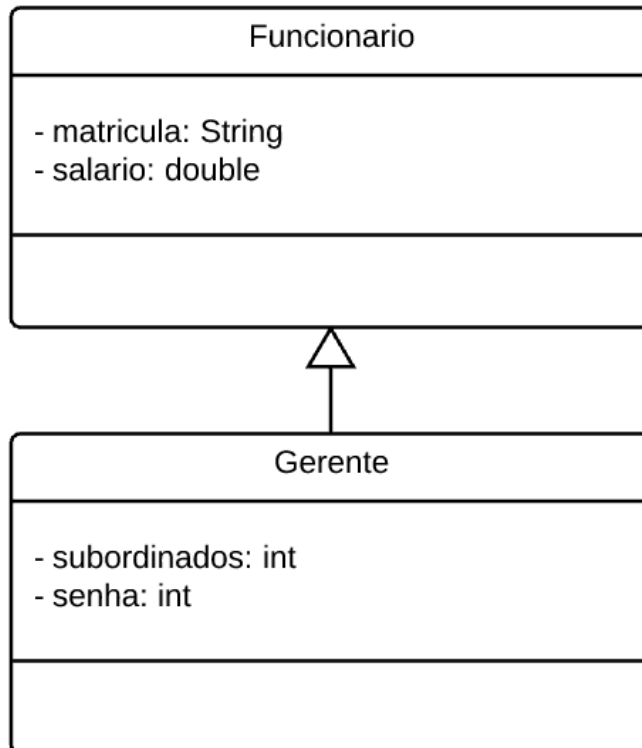 Funcionario
- matricula: String
- salario: double
Gerente
- subordinados: int
- senha: int